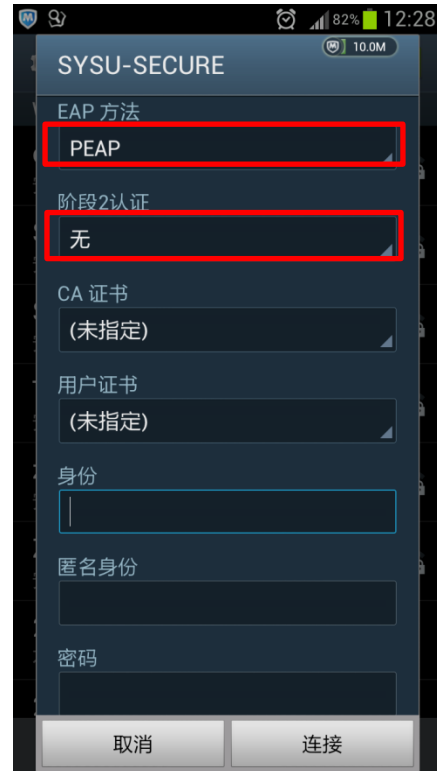 82% 12:28
10.0M
SYSU-SECURE
EAP 方法
PEAP
阶段2认证
无
CA 证书
(未指定)
用户证书
(未指定)
身份
匿名身份
密码
取消 连接